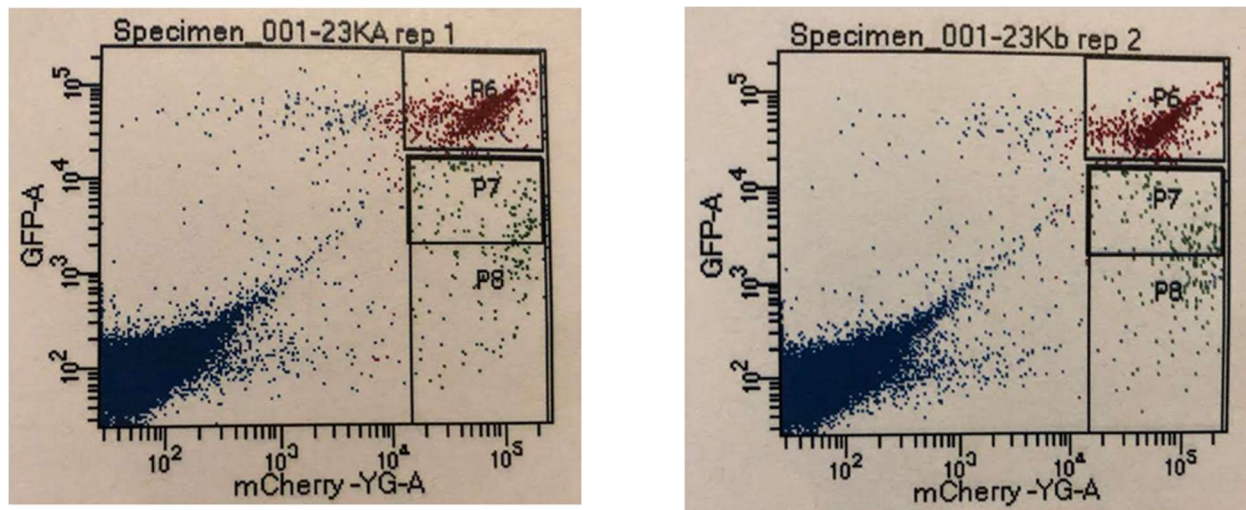 Specimen_001-23KA rep 1
P6
P7
P8
10^5
10^4
10^3
10^2
GFP-A
10^2 10^3 10^4 10^5
mCherry-YG-A
Specimen_001-23Kb rep 2
P6
P7
P8
10^5
10^4
10^3
10^2
GFP-A
10^2 10^3 10^4 10^5
mCherry-YG-A